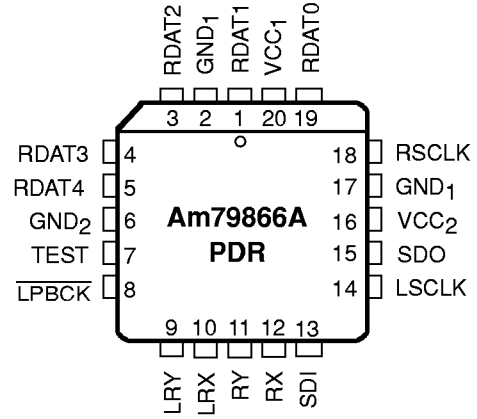 RDAT2 GND1 RDAT1 VCC1 RDAT0
3 2 1 20 19
RDAT3 4 18 RSCLK
RDAT4 5 17 GND1
GND2 6 16 VCC2
TEST 7 15 SDO
LPBCK 8 14 LSCLK
Am79866A
PDR
9 10 11 12 13
LRY LRX RY RX SDI